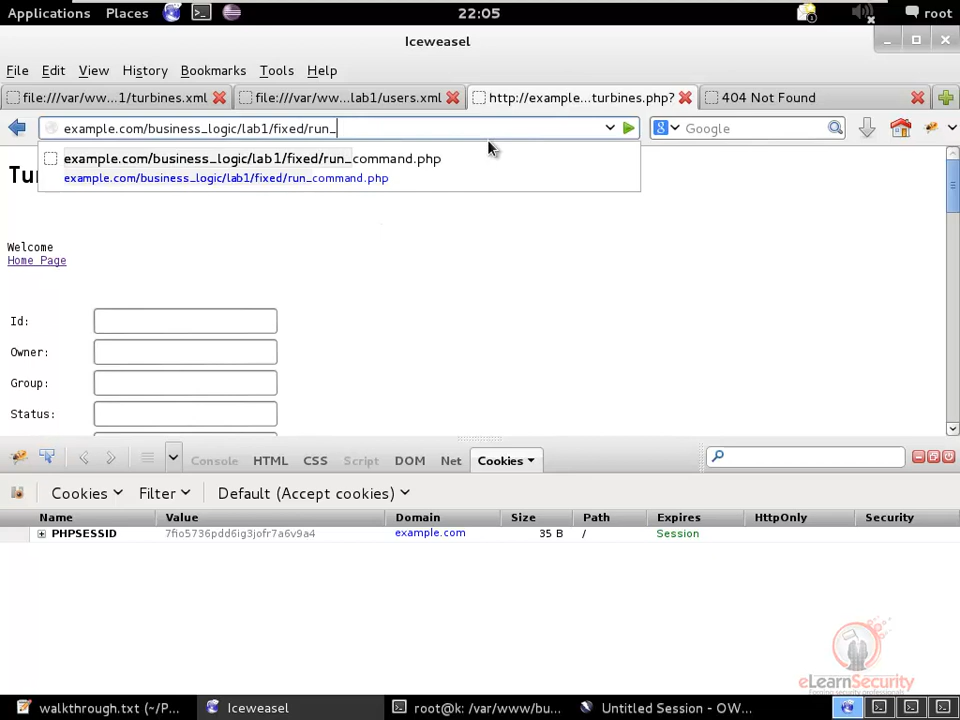 Applications Places 22:05 root
Iceweasel
File Edit View History Bookmarks Tools Help
file:///var/ww...1/turbines.xml file:///var/ww...lab1/users.xml http://example...turbines.php? 404 Not Found
example.com/business_logic/lab1/fixed/run_ Google
example.com/business_logic/lab1/fixed/run_command.php
example.com/business_logic/lab1/fixed/run_command.php
Tu
Welcome
Home Page
Id:
Owner:
Group:
Status:
Console HTML CSS Script DOM Net Cookies
Cookies Filter Default (Accept cookies)
Name Value Domain Size Path Expires HttpOnly Security
PHPSESSID 7fio5736pdd6ig3jofr7a6v9a4 example.com 35 B / Session
eLearnSecurity
Forging security professionals
walkthrough.txt (~/P... Iceweasel root@k: /var/www/bu... Untitled Session - OW...